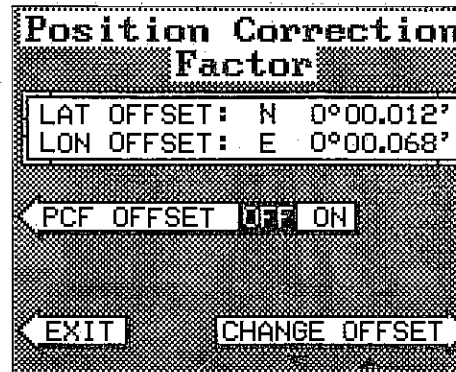 Position Correction
Factor
LAT OFFSET: N 0°00.012'
LON OFFSET: E 0°00.068'
PCF OFFSET OFF ON
EXIT CHANGE OFFSET